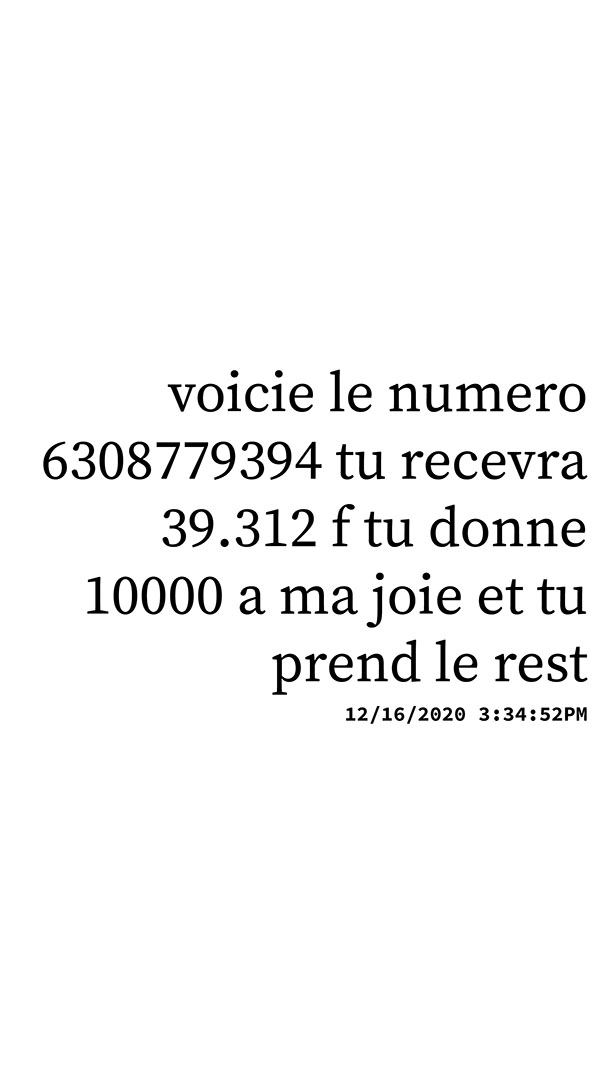 voicie le numero
6308779394 tu recevra
39.312 f tu donne
10000 a ma joie et tu
prend le rest
12/16/2020 3:34:52PM